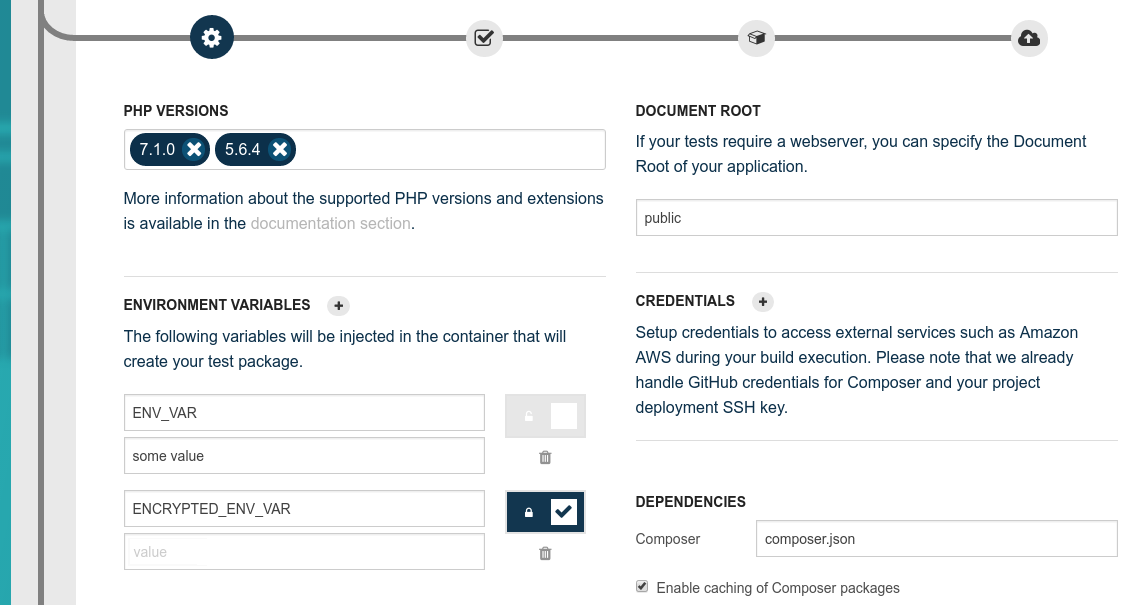 PHP VERSIONS
7.1.0 5.6.4
More information about the supported PHP versions and extensions
is available in the documentation section.
ENVIRONMENT VARIABLES
The following variables will be injected in the container that will
create your test package.
ENV_VAR
some value
ENCRYPTED_ENV_VAR
value
DOCUMENT ROOT
If your tests require a webserver, you can specify the Document
Root of your application.
public
CREDENTIALS
Setup credentials to access external services such as Amazon
AWS during your build execution. Please note that we already
handle GitHub credentials for Composer and your project
deployment SSH key.
DEPENDENCIES
Composer composer.json
Enable caching of Composer packages